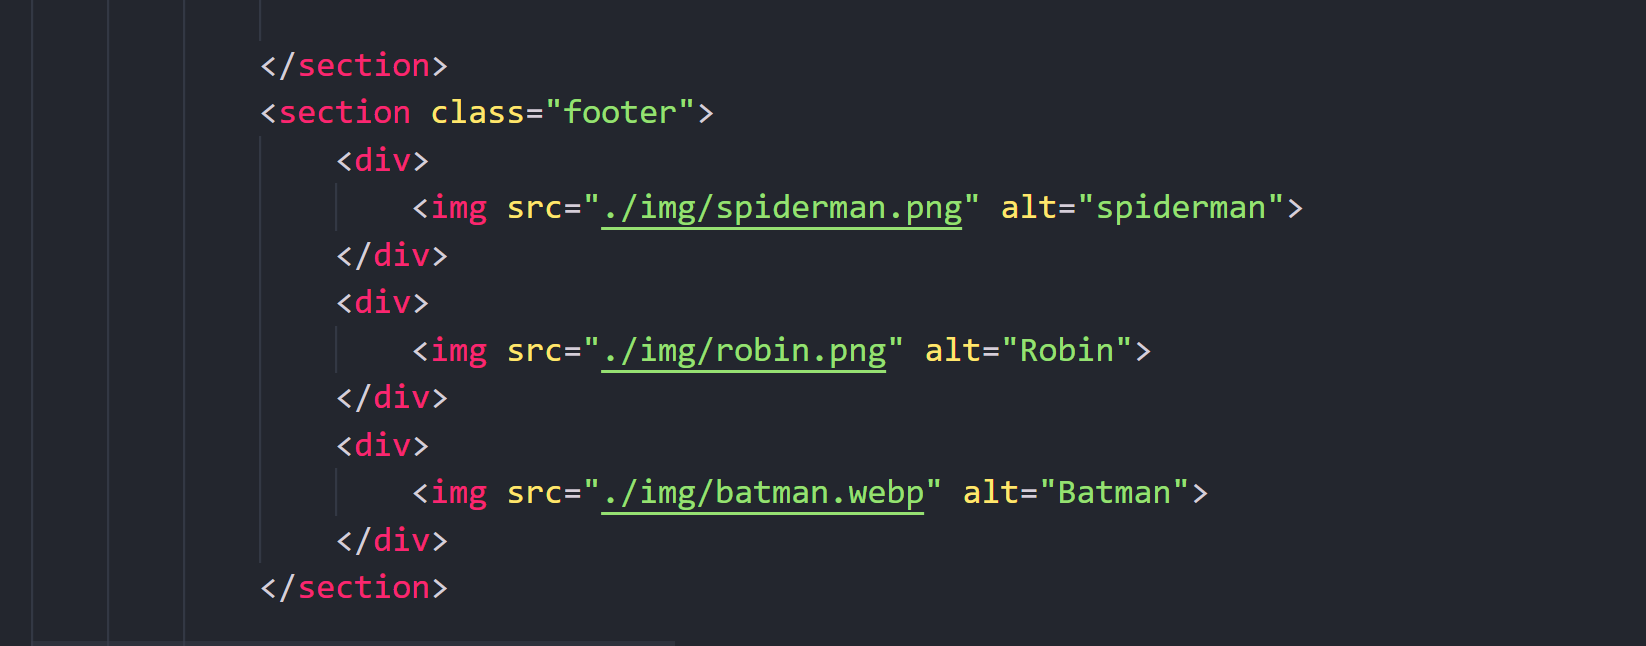 </section>
<section class="footer">
<div>
<img src="./img/spiderman.png" alt="spiderman">
</div>
<div>
<img src="./img/robin.png" alt="Robin">
</div>
<div>
<img src="./img/batman.webp" alt="Batman">
</div>
</section>